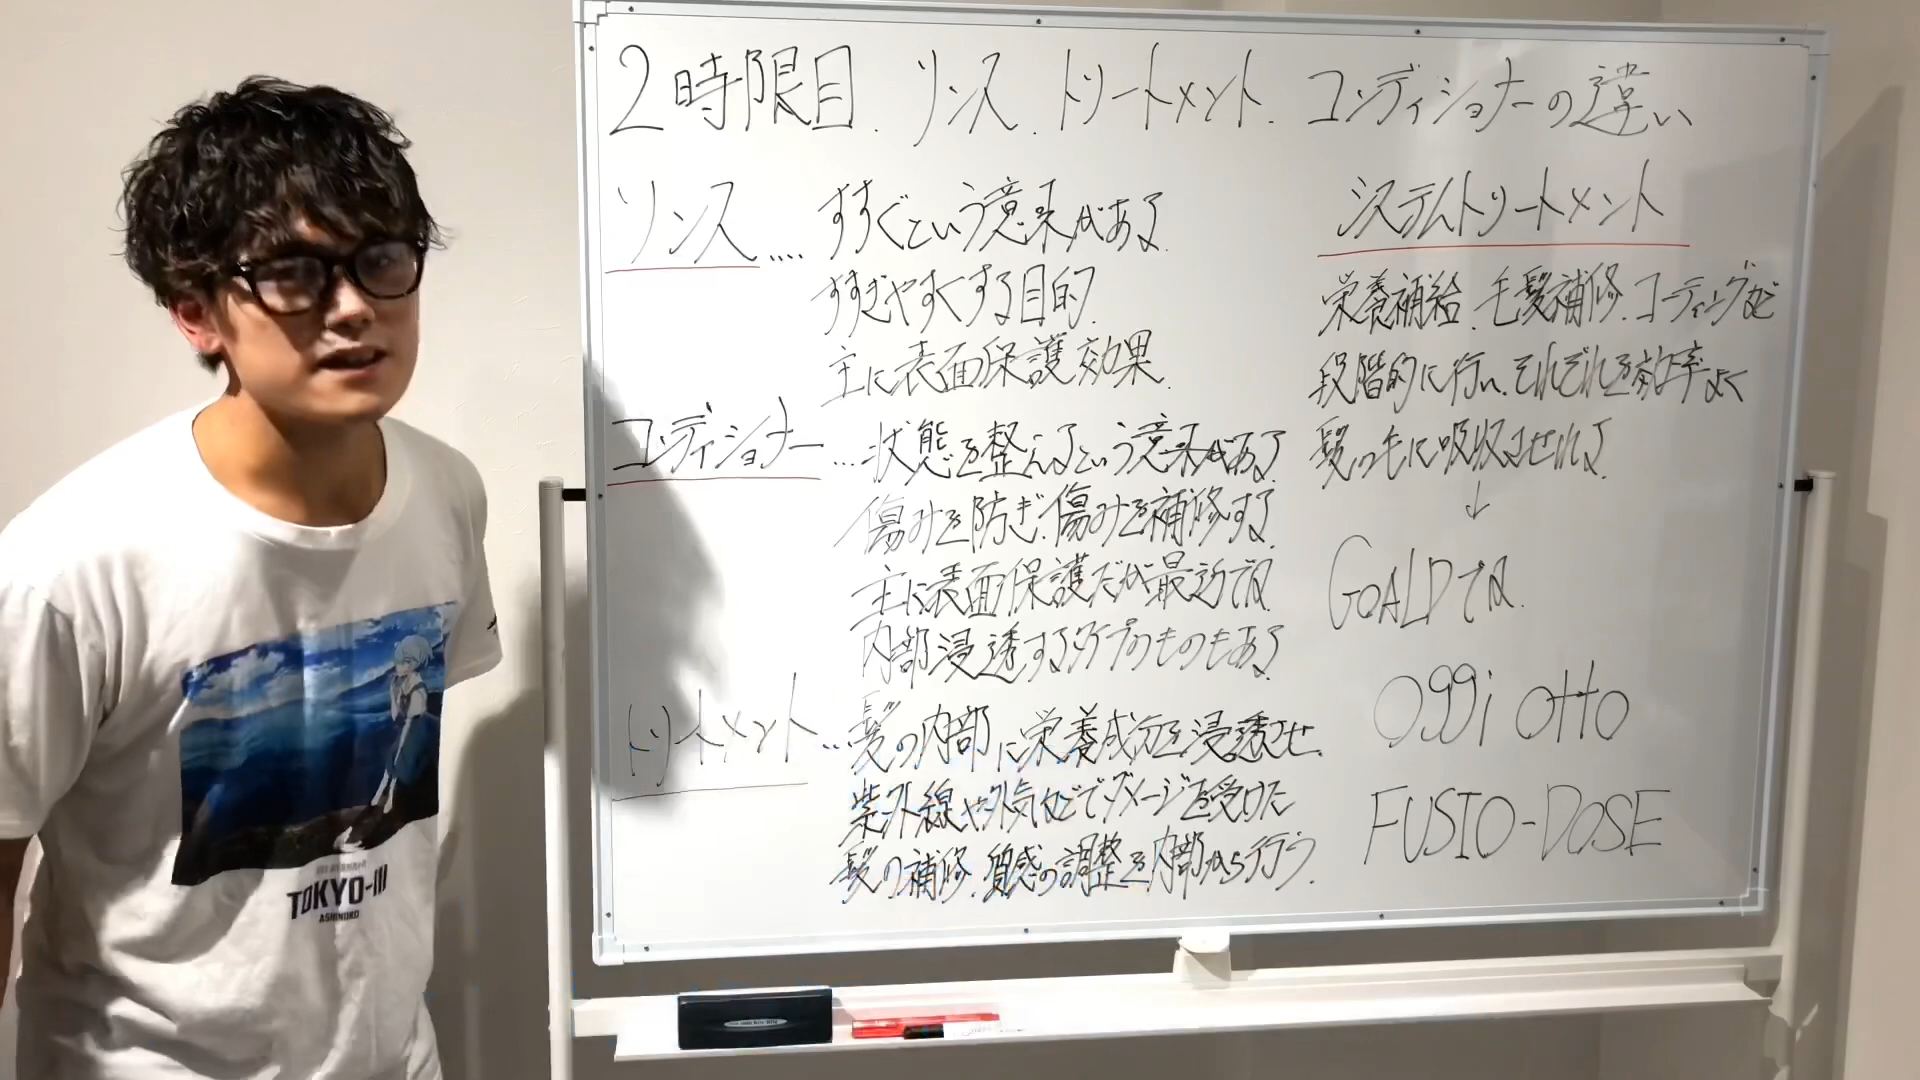 2時限目.リンス.トリートメント.コンディショナーの違い
リンス....すすぐという意味がある.
すすぎやすくする目的.
主に表面保護効果.
コンディショナー...状態を整えるという意味がある
傷みを防ぎ.傷みを補修する.
主に表面保護だが最近では
内部浸透するタイプのものもある
トリートメント..髪の内部に栄養成分を浸透させ.
紫外線や外気などでダメージを受けた
髪の補修.質感の調整を内部から行う.
システムトリートメント
栄養補給.毛髪補修.コーティングなど
段階的に行い.それぞれを効率よく
髪の毛に吸収させれる.
↓
GOALDでは.
oggi otto
FUSIO-DOSE
TOKYO-III
ASHINOKO